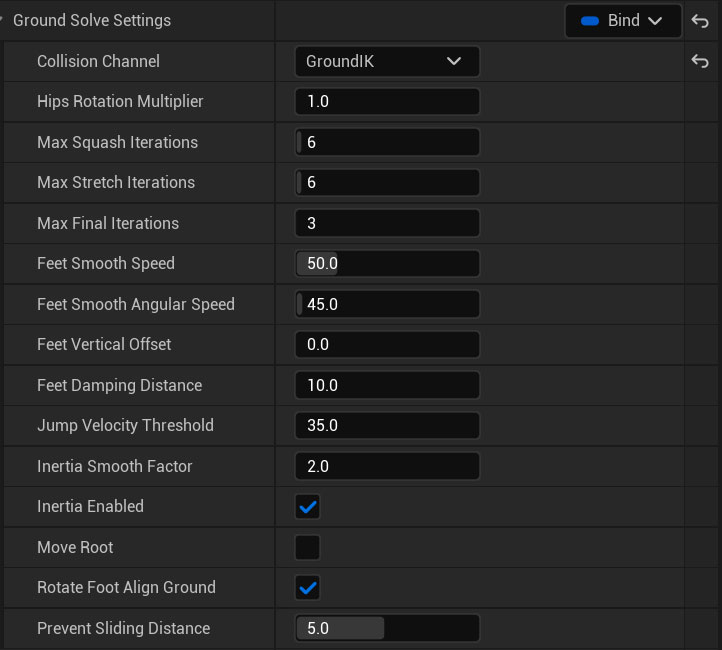 Ground Solve Settings Bind
Collision Channel GroundIK
Hips Rotation Multiplier 1.0
Max Squash Iterations 6
Max Stretch Iterations 6
Max Final Iterations 3
Feet Smooth Speed 50.0
Feet Smooth Angular Speed 45.0
Feet Vertical Offset 0.0
Feet Damping Distance 10.0
Jump Velocity Threshold 35.0
Inertia Smooth Factor 2.0
Inertia Enabled
Move Root
Rotate Foot Align Ground
Prevent Sliding Distance 5.0